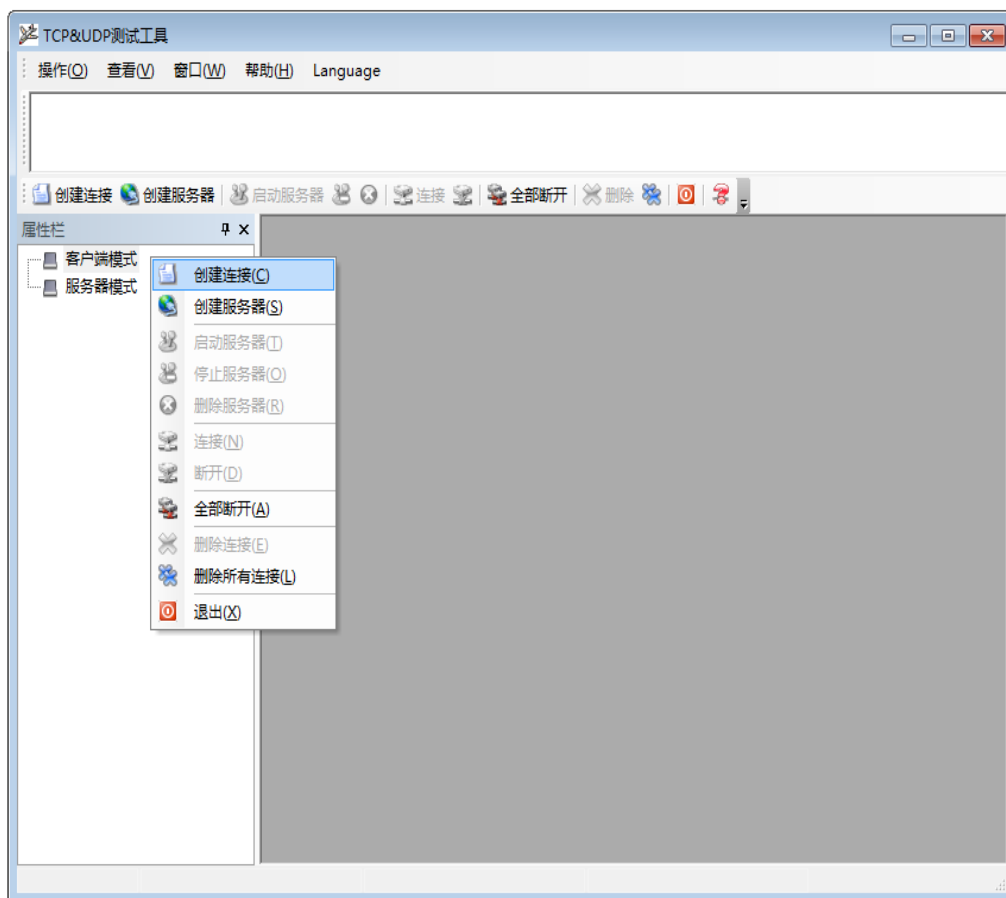 TCP&UDP测试工具
操作(O) 查看(V) 窗口(W) 帮助(H) Language
创建连接 创建服务器 启动服务器 连接 全部断开 删除
属性栏
客户端模式
服务器模式
创建连接(C)
创建服务器(S)
启动服务器(T)
停止服务器(O)
删除服务器(R)
连接(N)
断开(D)
全部断开(A)
删除连接(E)
删除所有连接(L)
退出(X)